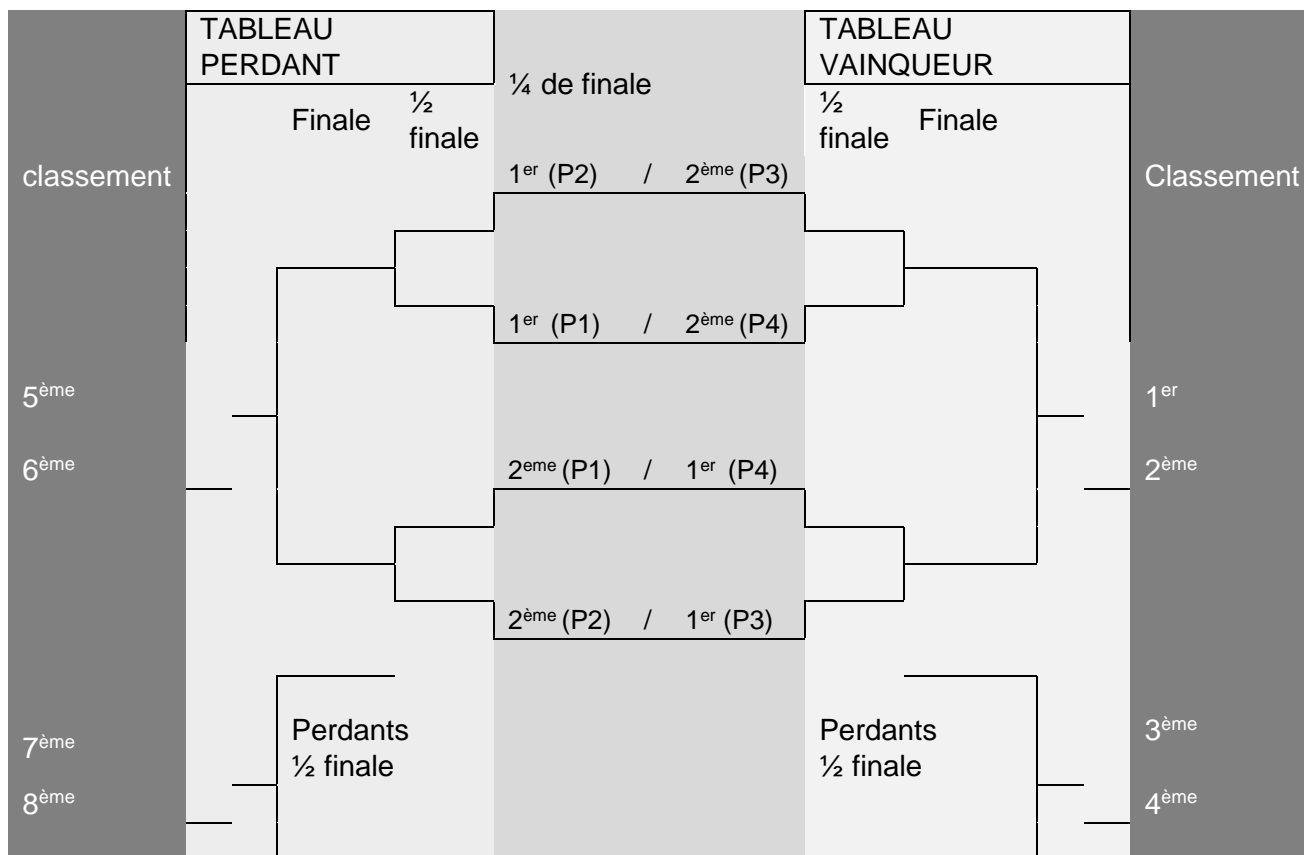 TABLEAU
PERDANT
TABLEAU
VAINQUEUR
¼ de finale
Finale
½
finale
½
finale
Finale
classement
1er (P2) / 2ème (P3)
Classement
1er (P1) / 2ème (P4)
5ème
1er
6ème
2eme (P1) / 1er (P4)
2ème
2ème (P2) / 1er (P3)
Perdants
½ finale
Perdants
½ finale
7ème
3ème
8ème
4ème